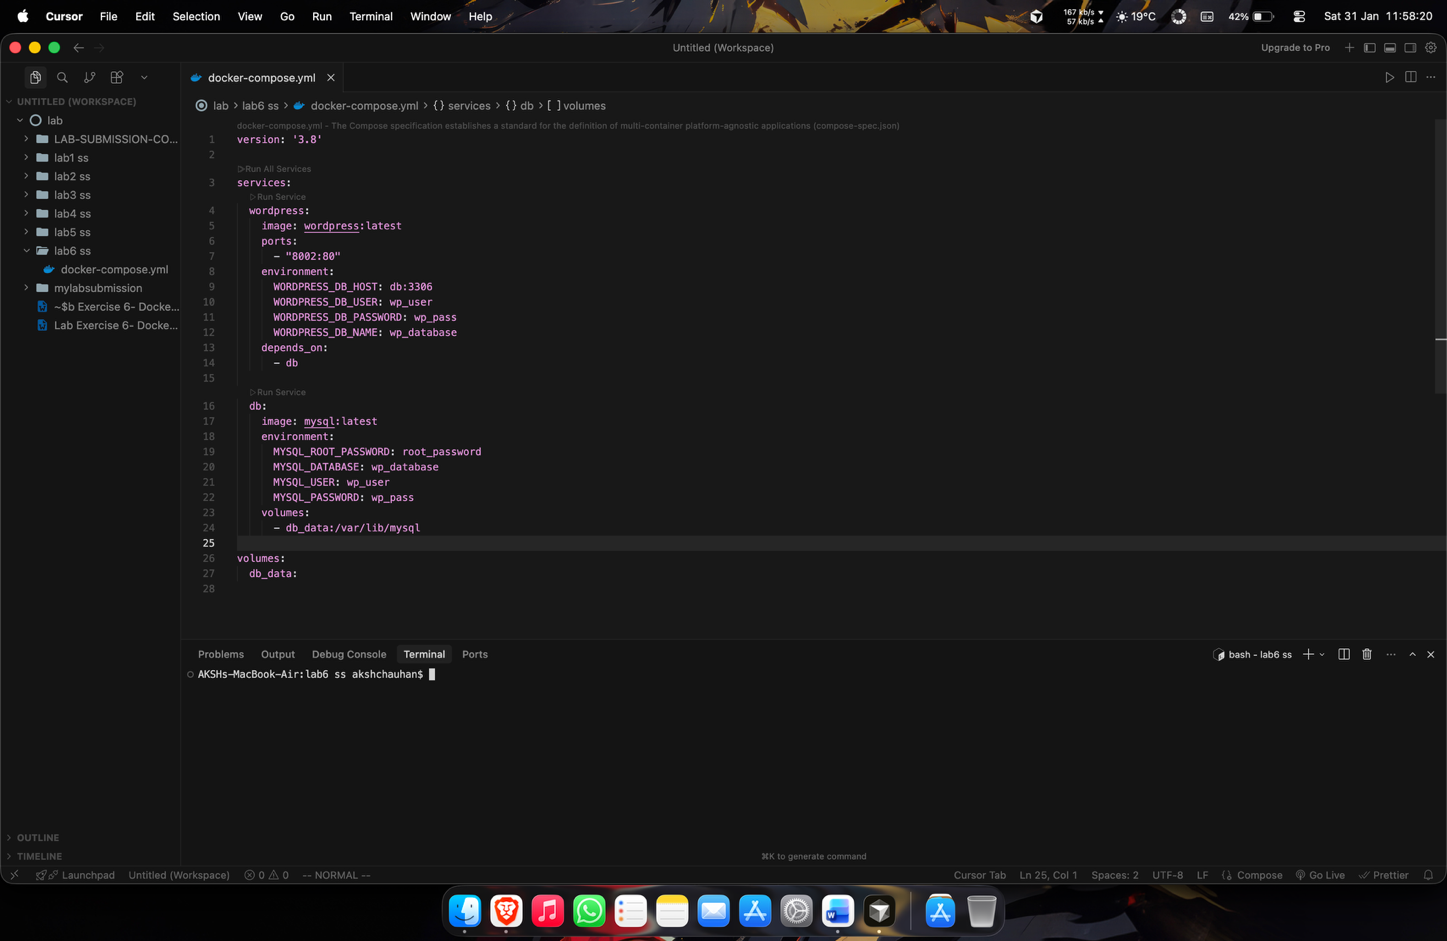 Cursor File Edit Selection View Go Run Terminal Window Help
167 kb/s
57 kb/s
19°C
42%
Sat 31 Jan 11:58:20
Untitled (Workspace)
Upgrade to Pro
docker-compose.yml
UNTITLED (WORKSPACE)
lab
LAB-SUBMISSION-CO...
lab1 ss
lab2 ss
lab3 ss
lab4 ss
lab5 ss
lab6 ss
docker-compose.yml
mylabsubmission
~$b Exercise 6- Docke...
Lab Exercise 6- Docke...
OUTLINE
TIMELINE
lab > lab6 ss > docker-compose.yml > {} services > {} db > [ ] volumes
docker-compose.yml - The Compose specification establishes a standard for the definition of multi-container platform-agnostic applications (compose-spec.json)
1 version: '3.8'
2
Run All Services
3 services:
Run Service
4 wordpress:
5 image: wordpress:latest
6 ports:
7 - "8002:80"
8 environment:
9 WORDPRESS_DB_HOST: db:3306
10 WORDPRESS_DB_USER: wp_user
11 WORDPRESS_DB_PASSWORD: wp_pass
12 WORDPRESS_DB_NAME: wp_database
13 depends_on:
14 - db
15
Run Service
16 db:
17 image: mysql:latest
18 environment:
19 MYSQL_ROOT_PASSWORD: root_password
20 MYSQL_DATABASE: wp_database
21 MYSQL_USER: wp_user
22 MYSQL_PASSWORD: wp_pass
23 volumes:
24 - db_data:/var/lib/mysql
25
26 volumes:
27 db_data:
28
Problems Output Debug Console Terminal Ports
bash - lab6 ss
AKSHs-MacBook-Air:lab6 ss akshchauhan$
⌘K to generate command
Launchpad Untitled (Workspace) 0 0 -- NORMAL --
Cursor Tab Ln 25, Col 1 Spaces: 2 UTF-8 LF Compose Go Live Prettier